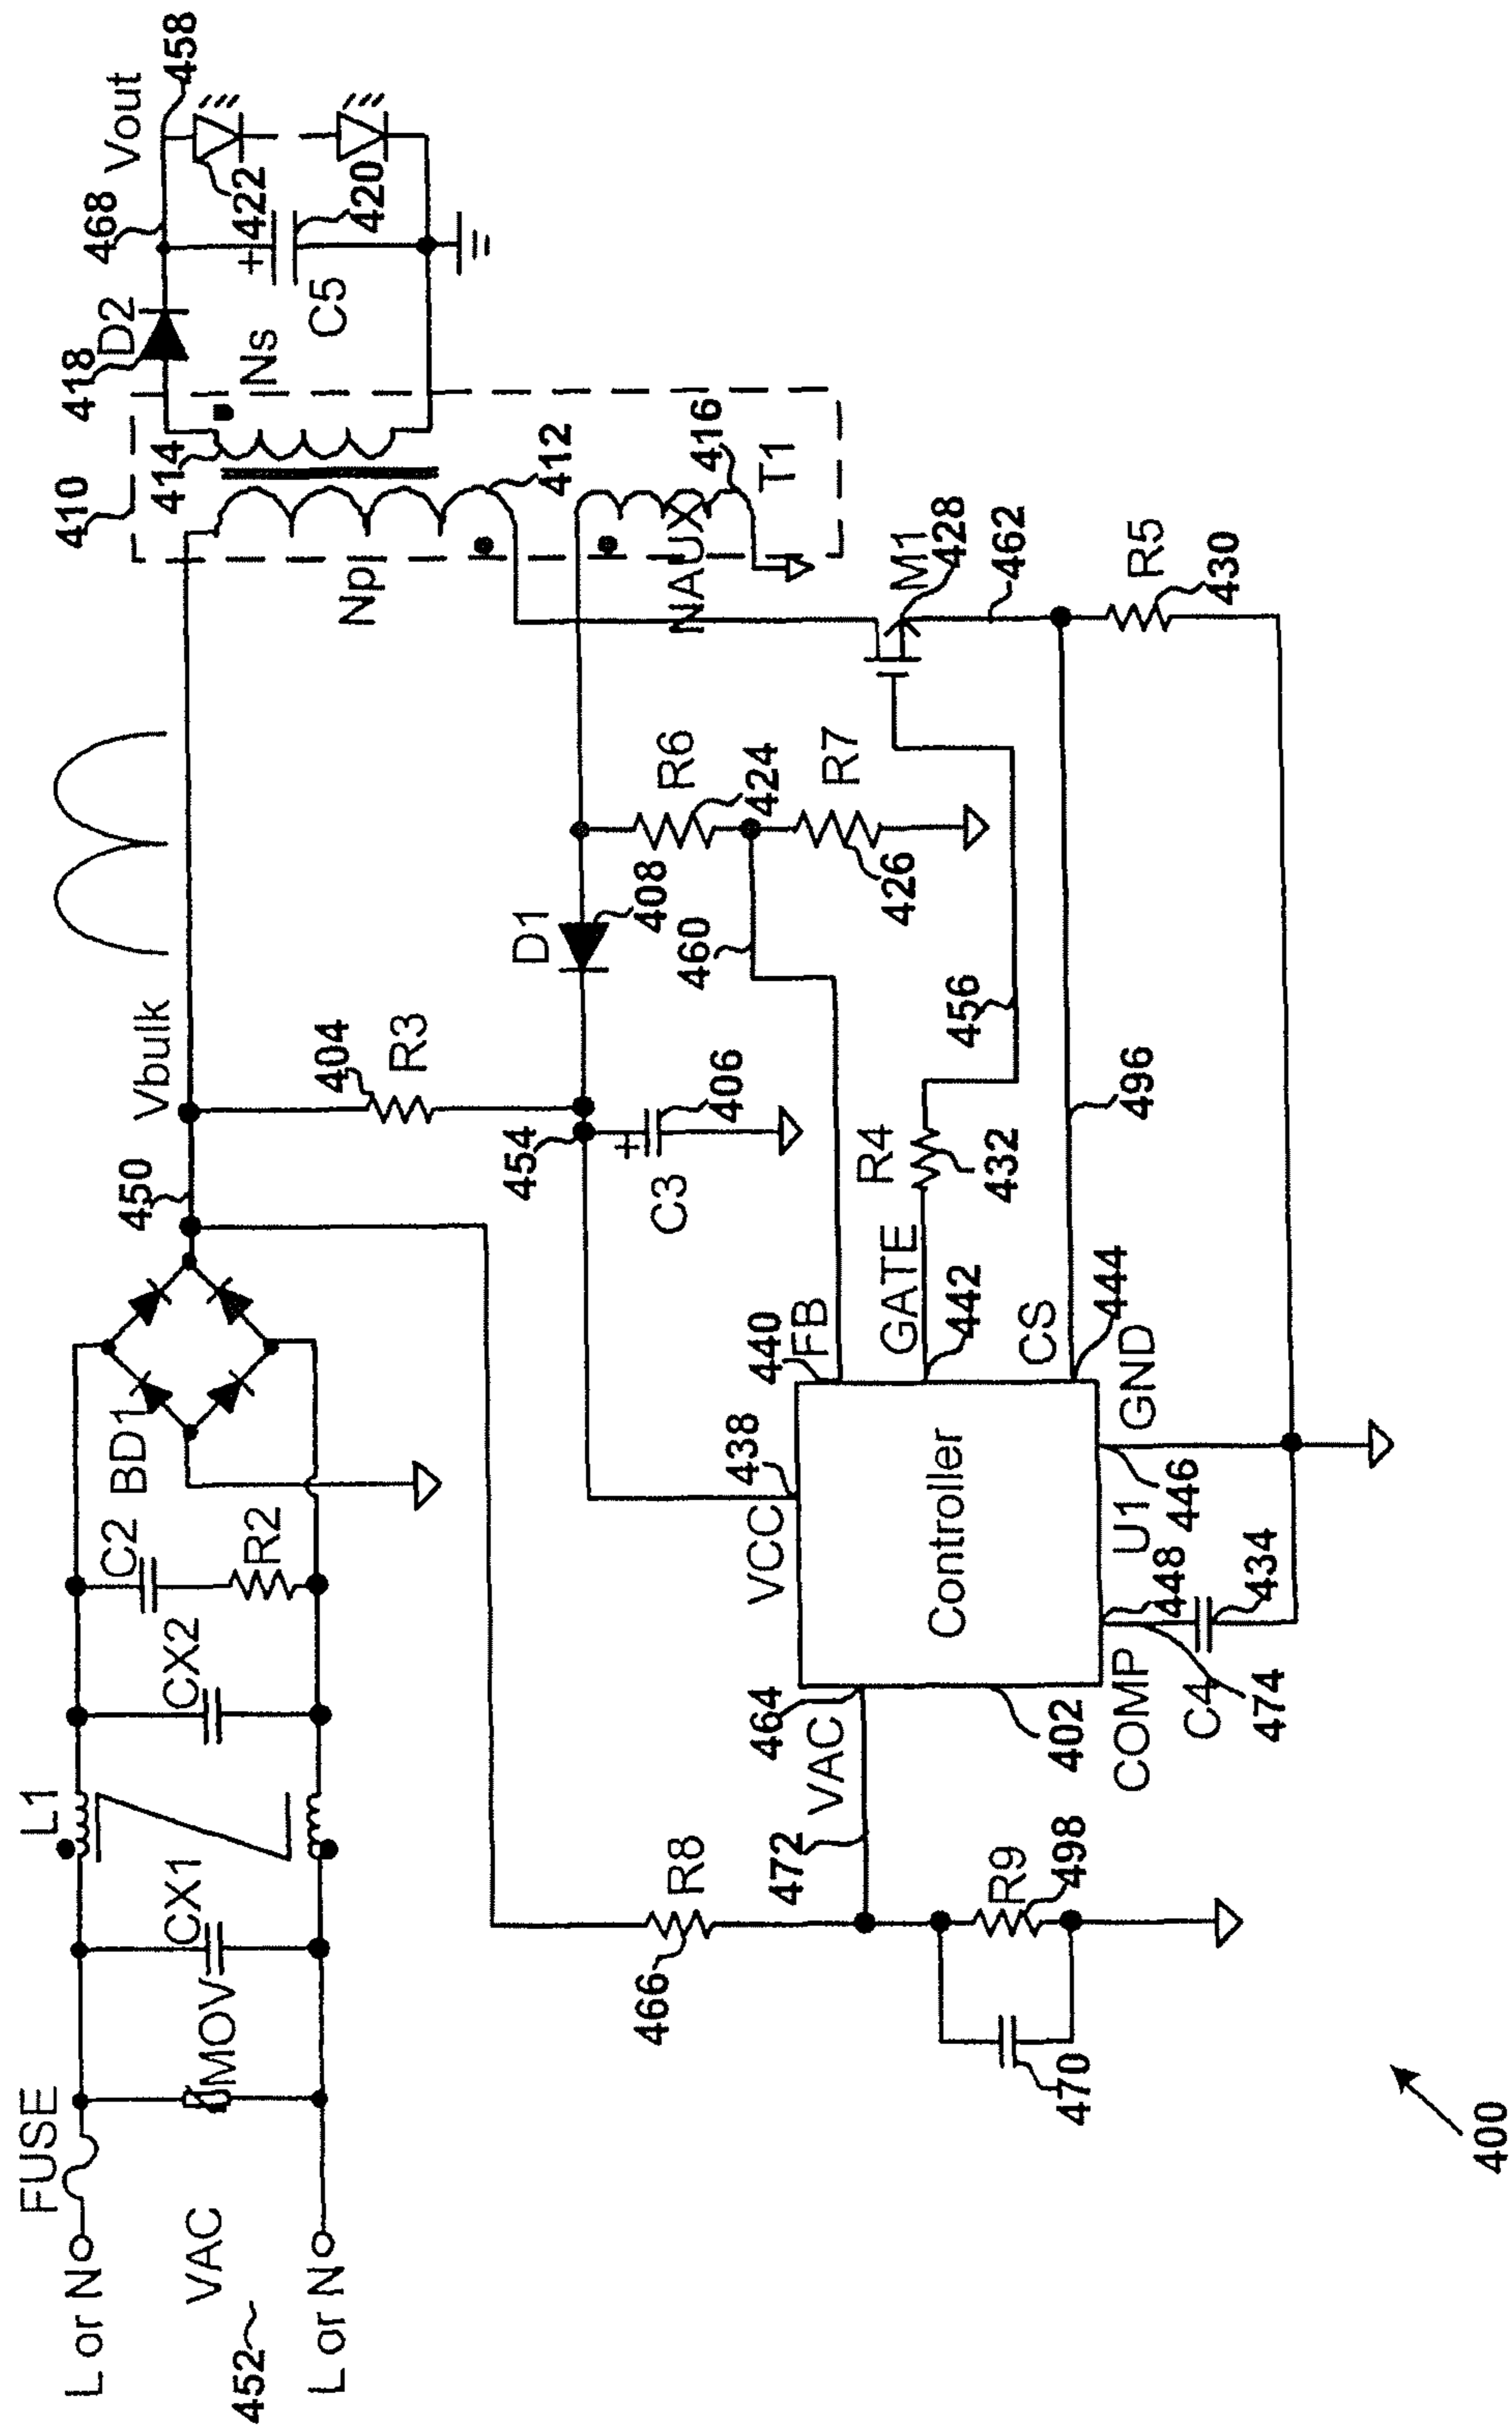 L or N
FUSE
VAC
452
L or N
MOV
CX1
L1
CX2
C2
R2
BD1
450
Vbulk
404
R3
454
C3
406
D1
408
R6
424
R7
426
460
Np
410
414
412
416
NAUX
T1
418
D2
Ns
468
Vout
458
422
420
C5
+
+
M1
428
462
R5
430
456
496
R4
432
GATE
442
440
FB
CS
444
GND
446
438
VCC
Controller
U1
448
434
COMP
C4
474
402
464
VAC
472
R8
466
R9
498
470
400